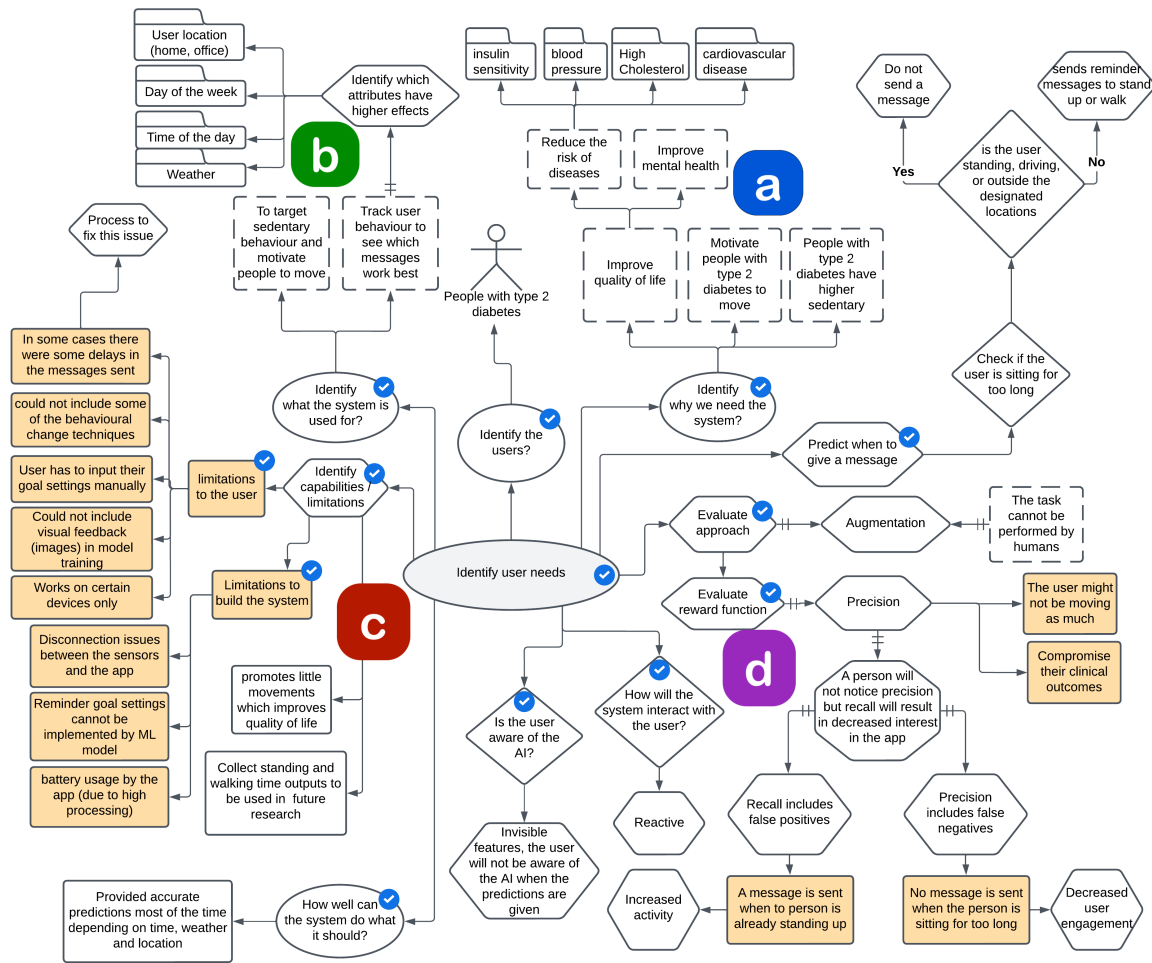 User location
(home, office)
Day of the week
Time of the day
Weather
Identify which
attributes have
higher effects
b
To target
sedentary
behaviour and
motivate
people to move
Track user
behaviour to
see which
messages
work best
insulin
sensitivity
blood
pressure
High
Cholesterol
cardiovascular
disease
Reduce the
risk of
diseases
Improve
mental health
a
Improve
quality of life
Motivate
people with
type 2
diabetes to
move
People with
type 2
diabetes have
higher
sedentary
People with type 2
diabetes
Do not
send a
message
sends reminder
messages to stand
up or walk
Yes
No
is the user
standing, driving,
or outside the
designated
locations
Check if the
user is sitting for
too long
Process to
fix this issue
In some cases there
were some delays in
the messages sent
could not include some
of the behavioural
change techniques
User has to input their
goal settings manually
Could not include
visual feedback
(images) in model
training
Works on certain
devices only
limitations
to the user
Identify
capabilities /
limitations
Identify
what the system is
used for?
Identify the
users?
Identify
why we need the
system?
Predict when to
give a message
Identify user needs
Evaluate
approach
Augmentation
The task
cannot be
performed by
humans
Evaluate
reward function
Precision
The user might
not be moving
as much
Compromise
their clinical
outcomes
Limitations to
build the system
c
Disconnection issues
between the sensors
and the app
Reminder goal settings
cannot be
implemented by ML
model
battery usage by the
app (due to high
processing)
promotes little
movements
which improves
quality of life
Collect standing and
walking time outputs to
be used in future
research
d
Is the user
aware of the
AI?
How will the
system interact with
the user?
A person will
not notice precision
but recall will result
in decreased interest
in the app
Invisible
features, the user
will not be aware of
the AI when the
predictions are
given
Reactive
Recall includes
false positives
Precision
includes false
negatives
Increased
activity
A message is sent
when to person is
already standing up
No message is sent
when the person is
sitting for too long
Decreased
user
engagement
How well can
the system do what
it should?
Provided accurate
predictions most of the time
depending on time, weather
and location